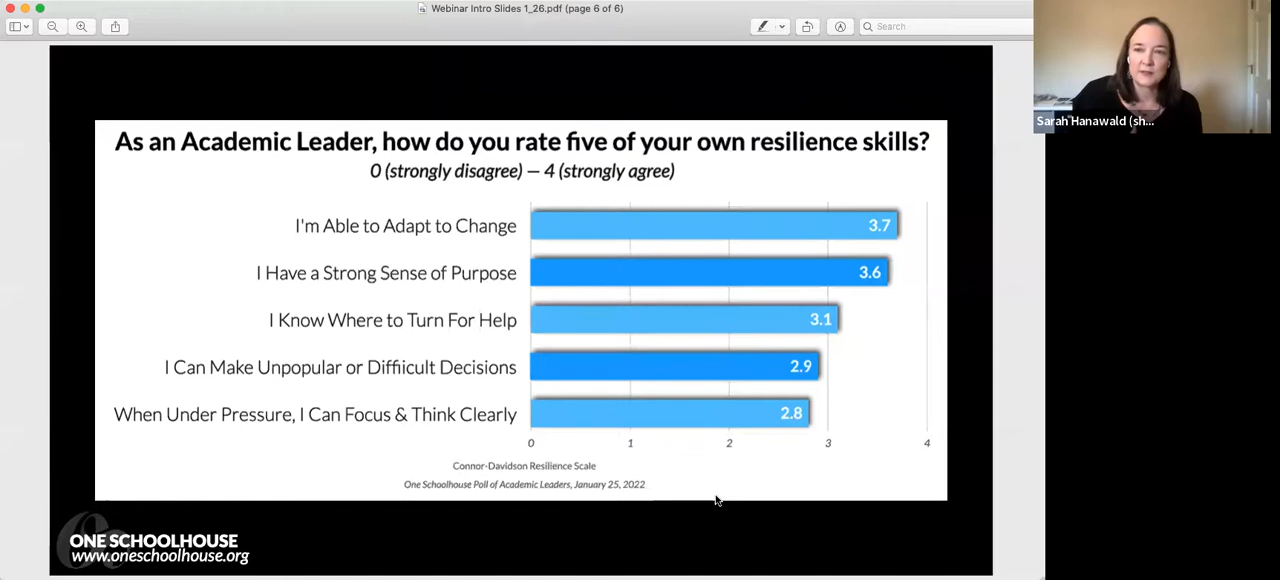 Webinar Intro Slides 1_26.pdf (page 6 of 6)
Search
Sarah Hanawald (sh...
As an Academic Leader, how do you rate five of your own resilience skills?
0 (strongly disagree) – 4 (strongly agree)
I'm Able to Adapt to Change
3.7
I Have a Strong Sense of Purpose
3.6
I Know Where to Turn For Help
3.1
I Can Make Unpopular or Diffiicult Decisions
2.9
When Under Pressure, I Can Focus & Think Clearly
2.8
0 1 2 3 4
Connor-Davidson Resilience Scale
One Schoolhouse Poll of Academic Leaders, January 25, 2022
ONE SCHOOLHOUSE
www.oneschoolhouse.org